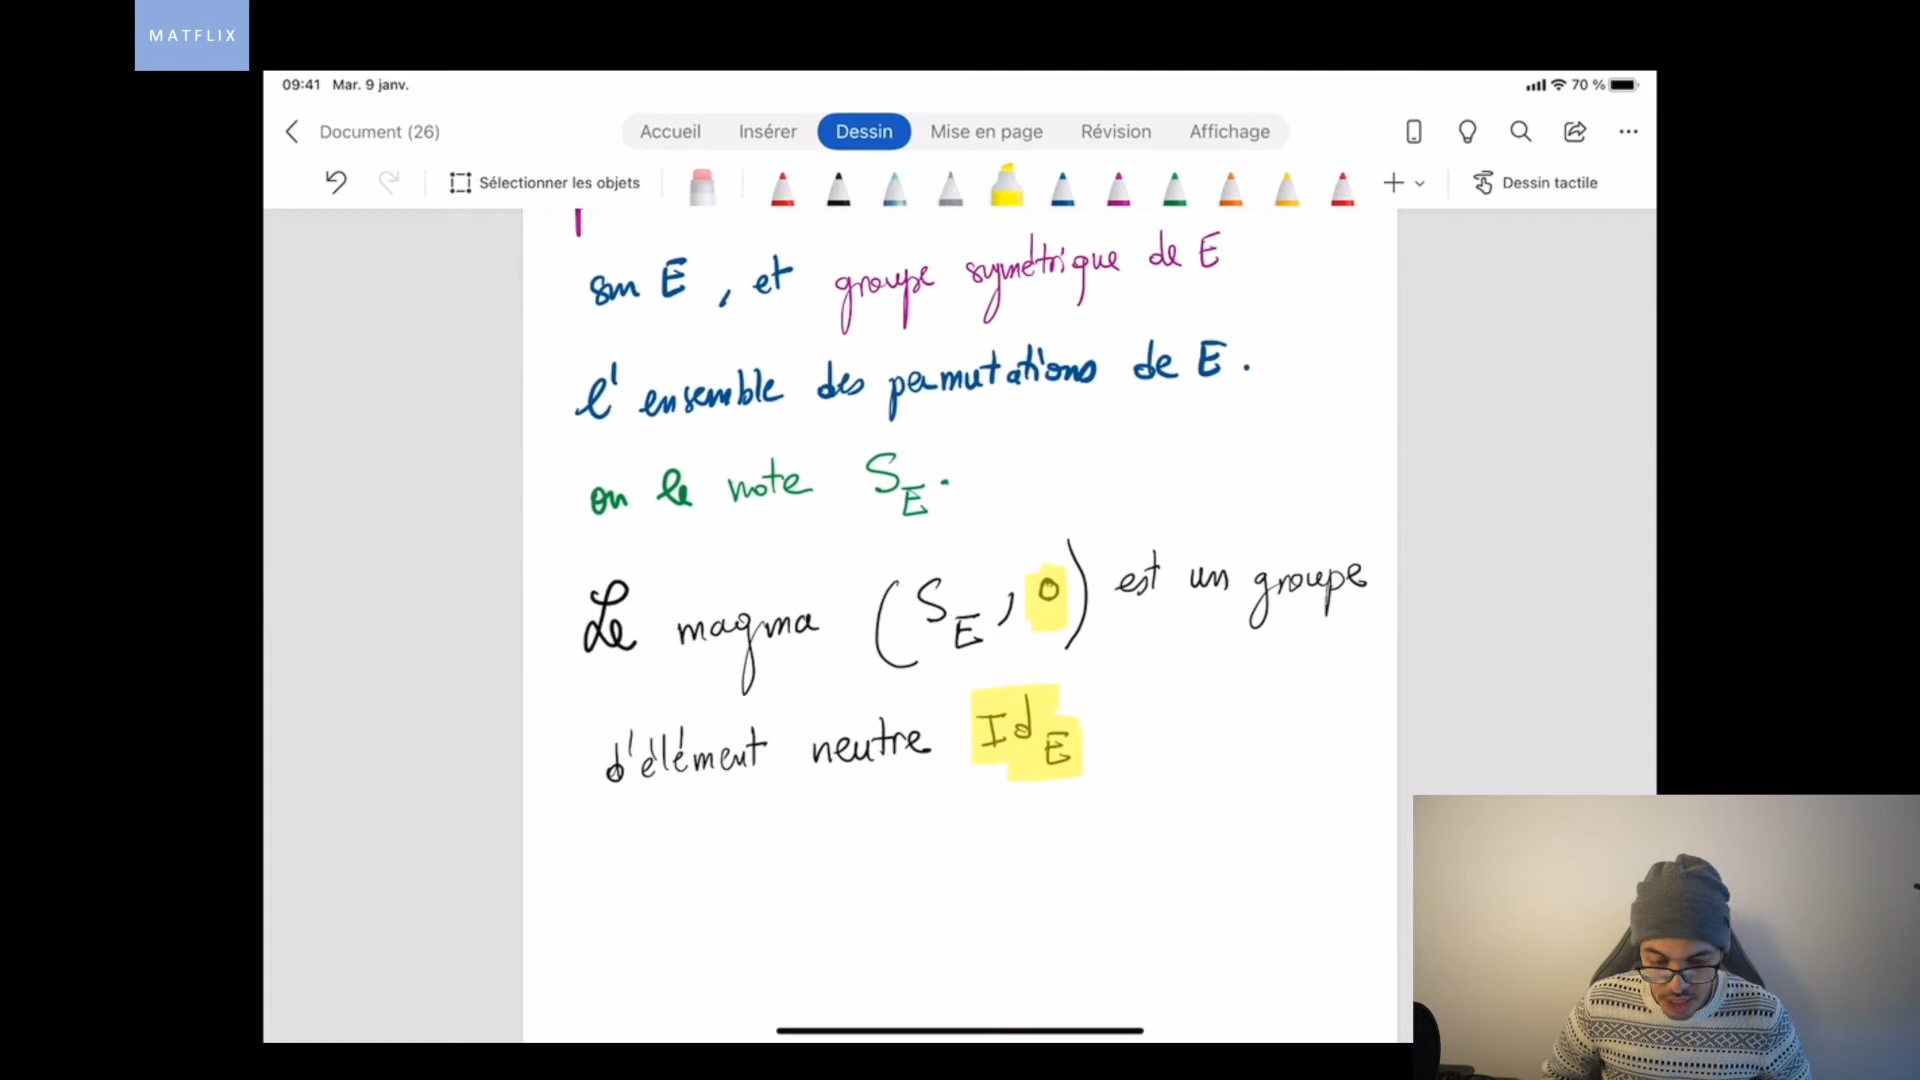 MATFLIX
09:41 Mar. 9 janv. 70 %
Document (26) Accueil Insérer Dessin Mise en page Révision Affichage
Sélectionner les objets Dessin tactile
sur E, et groupe symétrique de E
l'ensemble des permutations de E.
on le note S_E.
Le magma (S_E, o) est un groupe
d'élément neutre Id_E